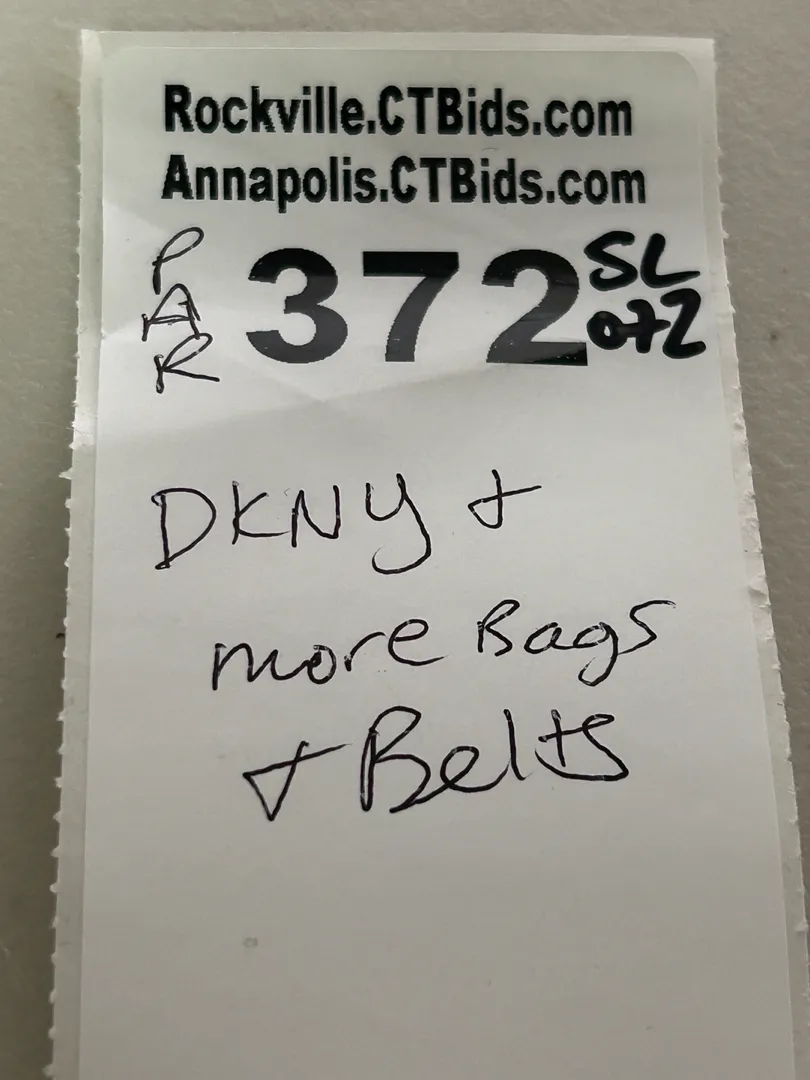 Rockville.CTBids.com
Annapolis.CTBids.com
PAR 372 SL
072
DKNY +
more Bags
+ Belts